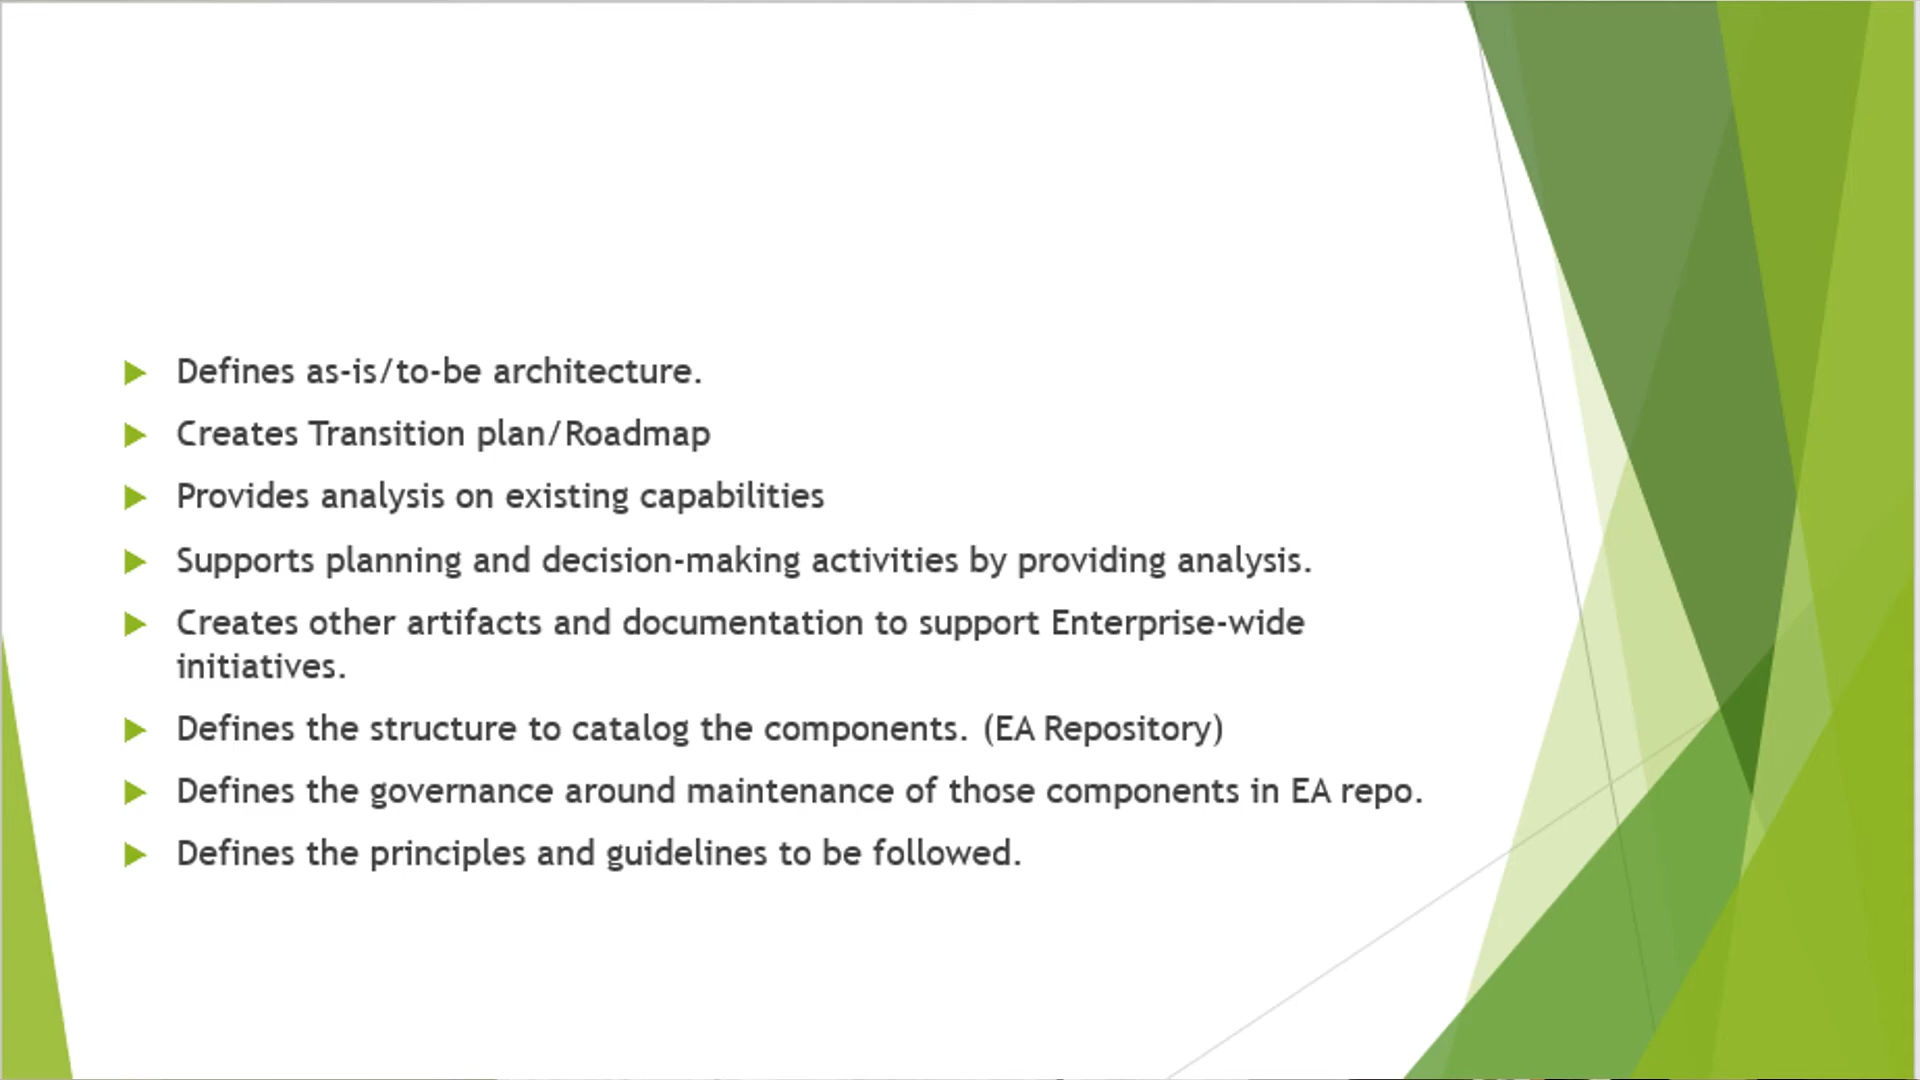 Defines as-is/to-be architecture.
Creates Transition plan/Roadmap
Provides analysis on existing capabilities
Supports planning and decision-making activities by providing analysis.
Creates other artifacts and documentation to support Enterprise-wide
initiatives.
Defines the structure to catalog the components. (EA Repository)
Defines the governance around maintenance of those components in EA repo.
Defines the principles and guidelines to be followed.